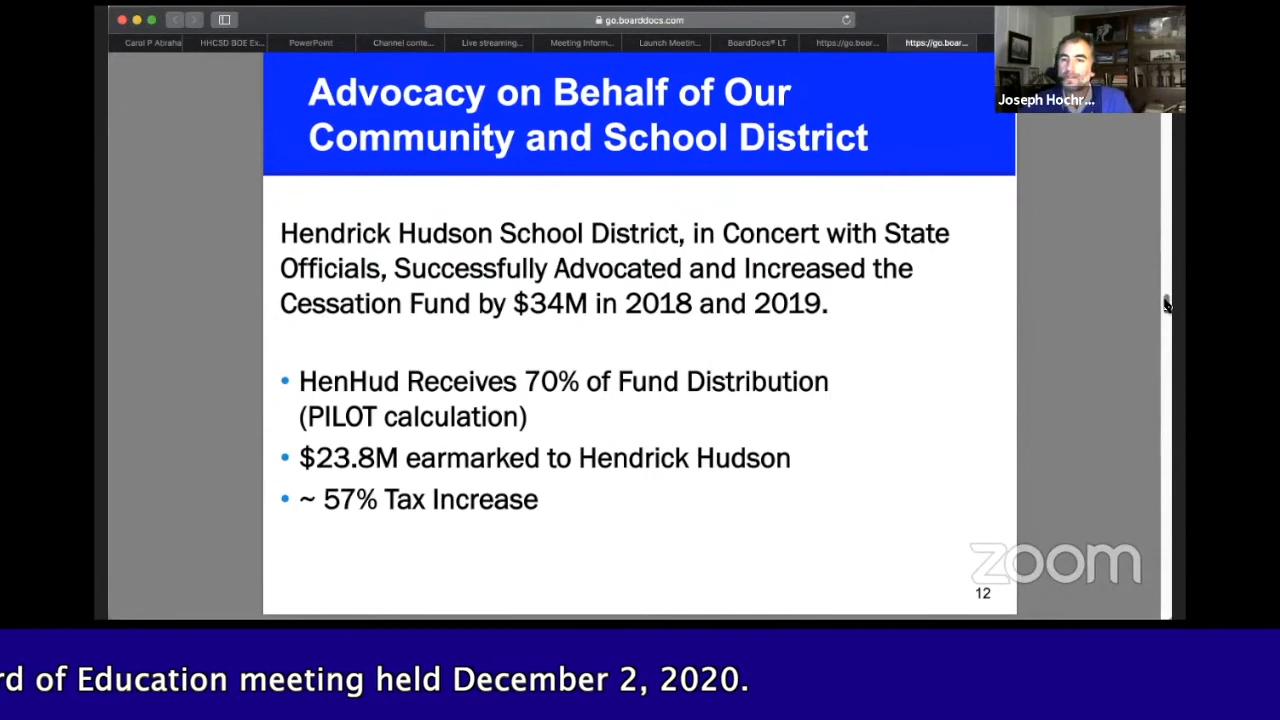 go.boarddocs.com
Carol P Abraha
HHCSD BOE Ex...
PowerPoint
Channel conte...
Live streaming...
Meeting Inform...
Launch Meetin...
BoardDocs® LT
https://go.boar...
https://go.boar...
Advocacy on Behalf of Our
Community and School District
Joseph Hochr...
Hendrick Hudson School District, in Concert with State
Officials, Successfully Advocated and Increased the
Cessation Fund by $34M in 2018 and 2019.
• HenHud Receives 70% of Fund Distribution
(PILOT calculation)
• $23.8M earmarked to Hendrick Hudson
• ~ 57% Tax Increase
zoom
12
rd of Education meeting held December 2, 2020.